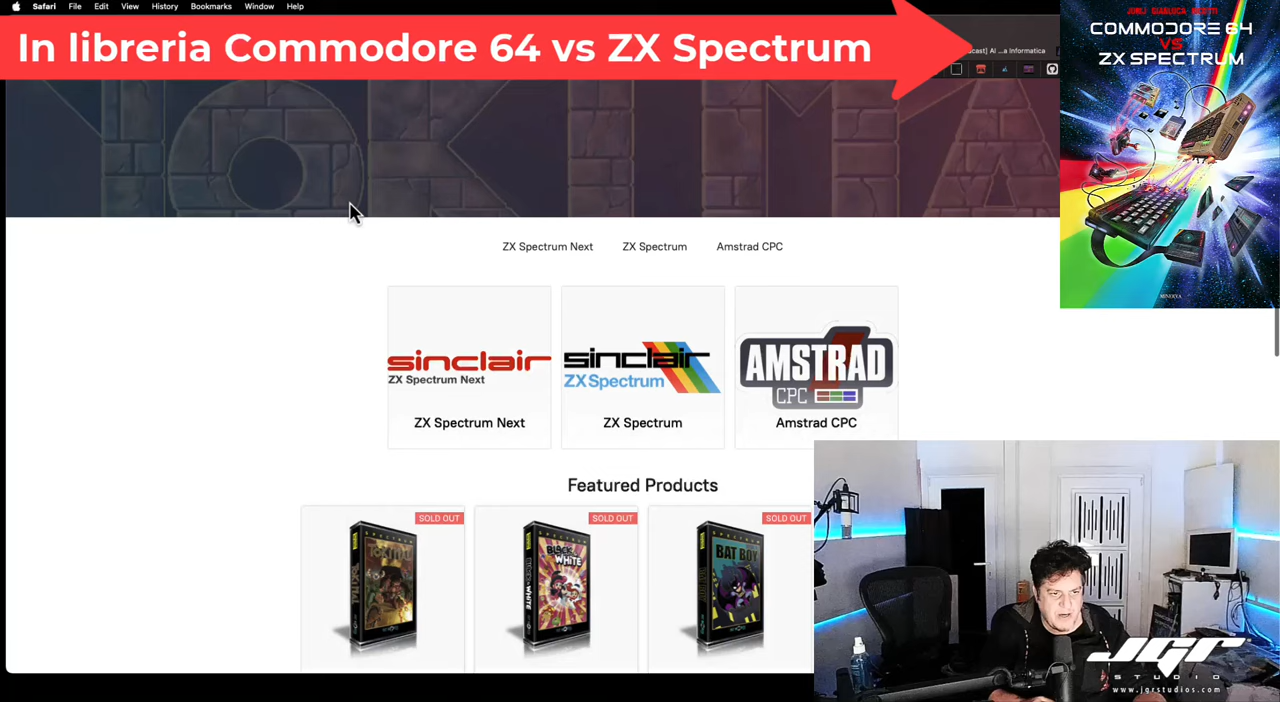 Safari File Edit View History Bookmarks Window Help
In libreria Commodore 64 vs ZX Spectrum
AI ...a Informatica
COMMODORE 64
VS
ZX SPECTRUM
MINERVA
ZX Spectrum Next ZX Spectrum Amstrad CPC
sinclair
ZX Spectrum Next
ZX Spectrum Next
sinclair
ZX Spectrum
ZX Spectrum
AMSTRAD
CPC
Amstrad CPC
Featured Products
SOLD OUT
SOLD OUT
BLACK
WHITE
SOLD OUT
BAT BOY
JGR
STUDIO
www.jgrstudios.com